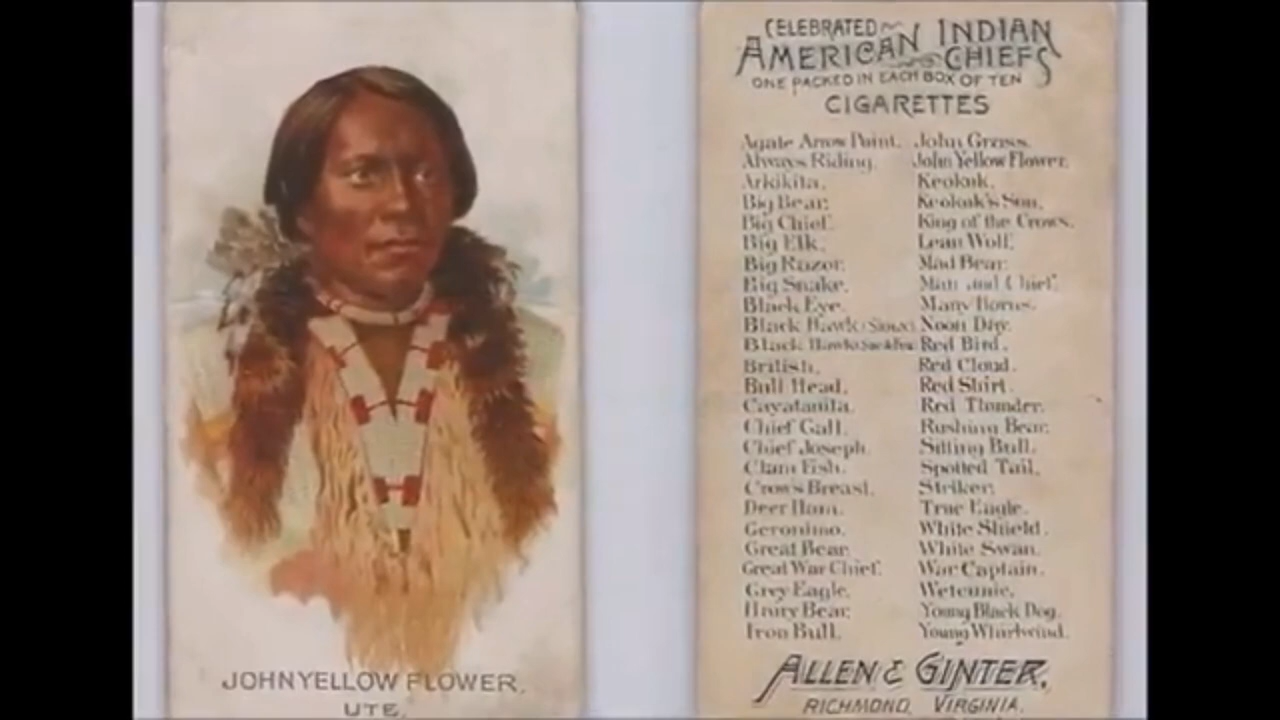 JOHN YELLOW FLOWER.
UTE.
CELEBRATED
AMERICAN INDIAN
CHIEFS
ONE PACKED IN EACH BOX OF TEN
CIGARETTES
Agate Arrow Point.
Always Riding.
Arkikita.
Big Bear.
Big Chief.
Big Elk.
Big Razor.
Big Snake.
Black Eye.
Black Hawk (Sioux)
Black Hawk
British.
Bull Head.
Cayatanita.
Chief Gall.
Chief Joseph.
Clam Fish.
Crow's Breast.
Deer Ham.
Geronimo.
Great Bear.
Great War Chief.
Grey Eagle.
Hairy Bear.
Iron Bull.
John Grass.
John Yellow Flower.
Keokuk.
Keokuk's Son.
King of the Crows.
Lean Wolf.
Mad Bear.
Man and Chief.
Many Horns.
Noon Day.
Red Bird.
Red Cloud.
Red Shirt.
Red Thunder.
Rushing Bear.
Sitting Bull.
Spotted Tail.
Striker.
True Eagle.
White Shield.
White Swan.
War Captain.
Wetcunie.
Young Black Dog.
Young Whirlwind.
ALLEN & GINTER.
RICHMOND, VIRGINIA.